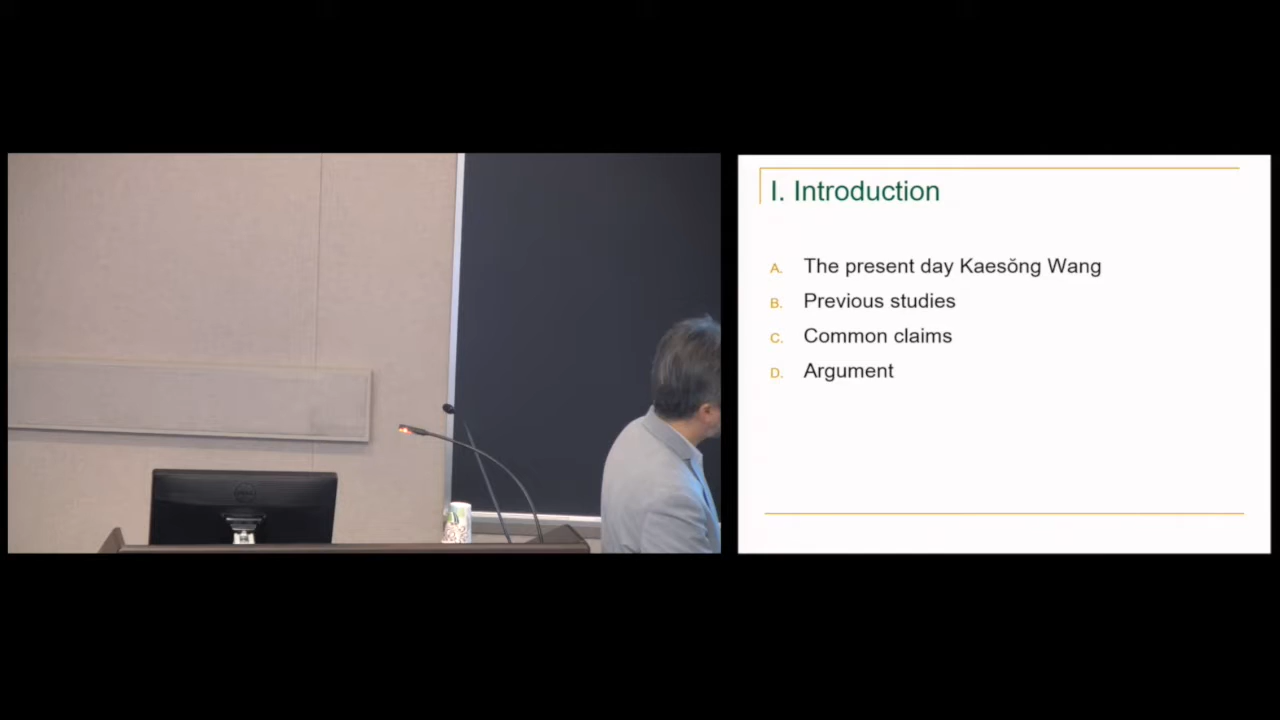 I. Introduction
A. The present day Kaesŏng Wang
B. Previous studies
C. Common claims
D. Argument